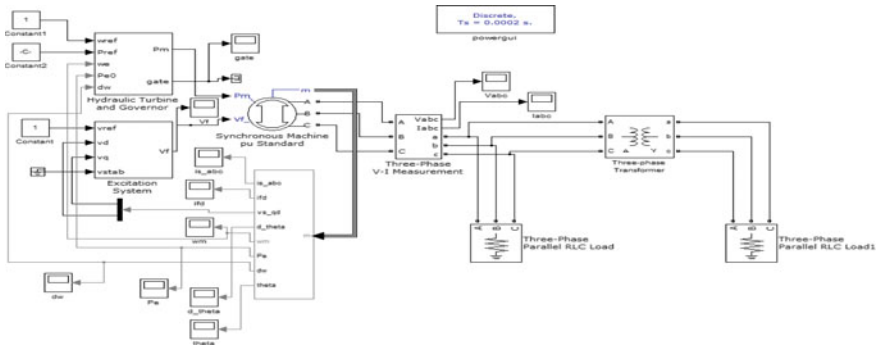 Discrete,
Ts = 0.0002 s.
powergui
1
Constant1
-C-
Constant2
wref
Pref
we
Pe0
dw
Pm
gate
Hydraulic Turbine
and Governor
gate
1
Constant
vref
vd
vq
vstab
Vf
Excitation
System
Vf
Pm
Vf_
m
A
B
C
Synchronous Machine
pu Standard
Vabc
Iabc
A
B
C
a
b
c
Three-Phase
V-I Measurement
Vabc
Iabc
A
B
C
a
b
c
Δ
Y
Three-phase
Transformer
is_abc
ifd
wm
is_abc
ifd
vs_qd
d_theta
wm
Pe
dw
theta
m
dw
Pe
d_theta
theta
A
B
C
Three-Phase
Parallel RLC Load
A
B
C
Three-Phase
Parallel RLC Load1